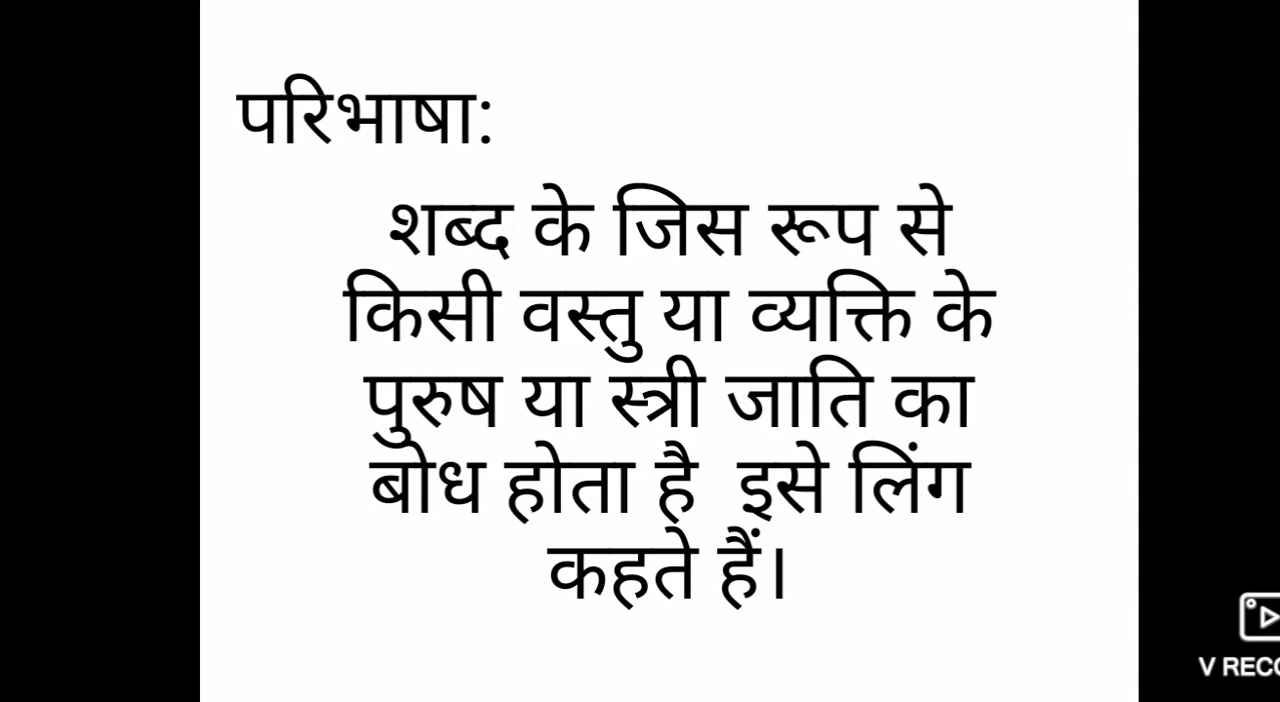 परिभाषा:
शब्द के जिस रूप से
किसी वस्तु या व्यक्ति के
पुरुष या स्त्री जाति का
बोध होता है इसे लिंग
कहते हैं।